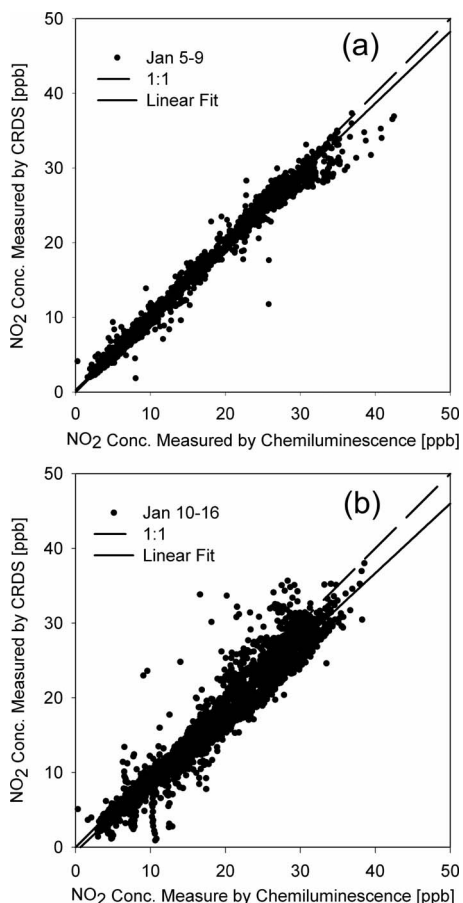 (a)
Jan 5-9
1:1
Linear Fit
NO2 Conc. Measured by CRDS [ppb]
50
40
30
20
10
0
0 10 20 30 40 50
NO2 Conc. Measured by Chemiluminescence [ppb]
(b)
Jan 10-16
1:1
Linear Fit
NO2 Conc. Measured by CRDS [ppb]
50
40
30
20
10
0
0 10 20 30 40 50
NO2 Conc. Measure by Chemiluminescence [ppb]